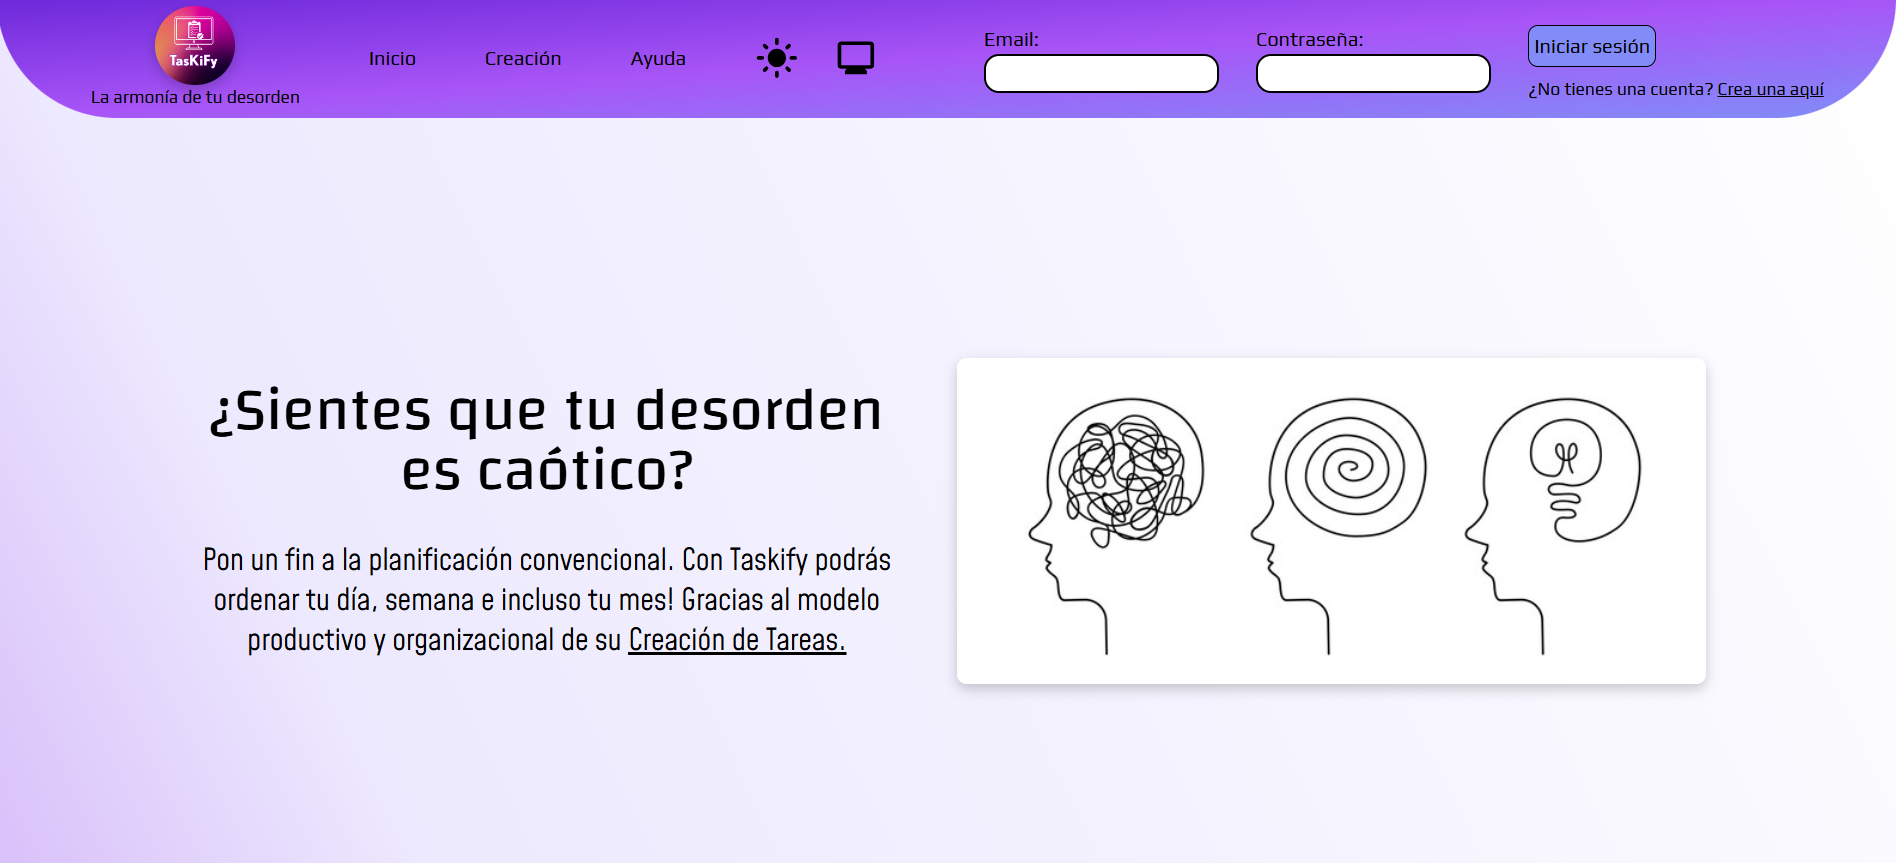 TasKiFy
La armonía de tu desorden
Inicio
Creación
Ayuda
Email:
Contraseña:
Iniciar sesión
¿No tienes una cuenta? Crea una aquí
¿Sientes que tu desorden
es caótico?
Pon un fin a la planificación convencional. Con Taskify podrás
ordenar tu día, semana e incluso tu mes! Gracias al modelo
productivo y organizacional de su Creación de Tareas.